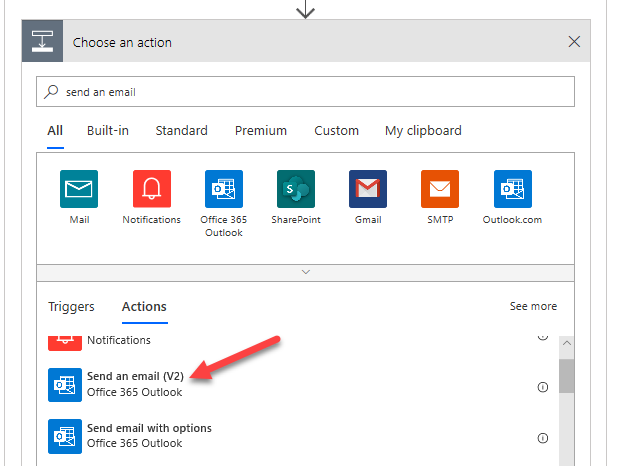 Choose an action
send an email
All Built-in Standard Premium Custom My clipboard
Mail Notifications Office 365 Outlook SharePoint Gmail SMTP Outlook.com
Triggers Actions See more
Notifications
Send an email (V2)
Office 365 Outlook
Send email with options
Office 365 Outlook